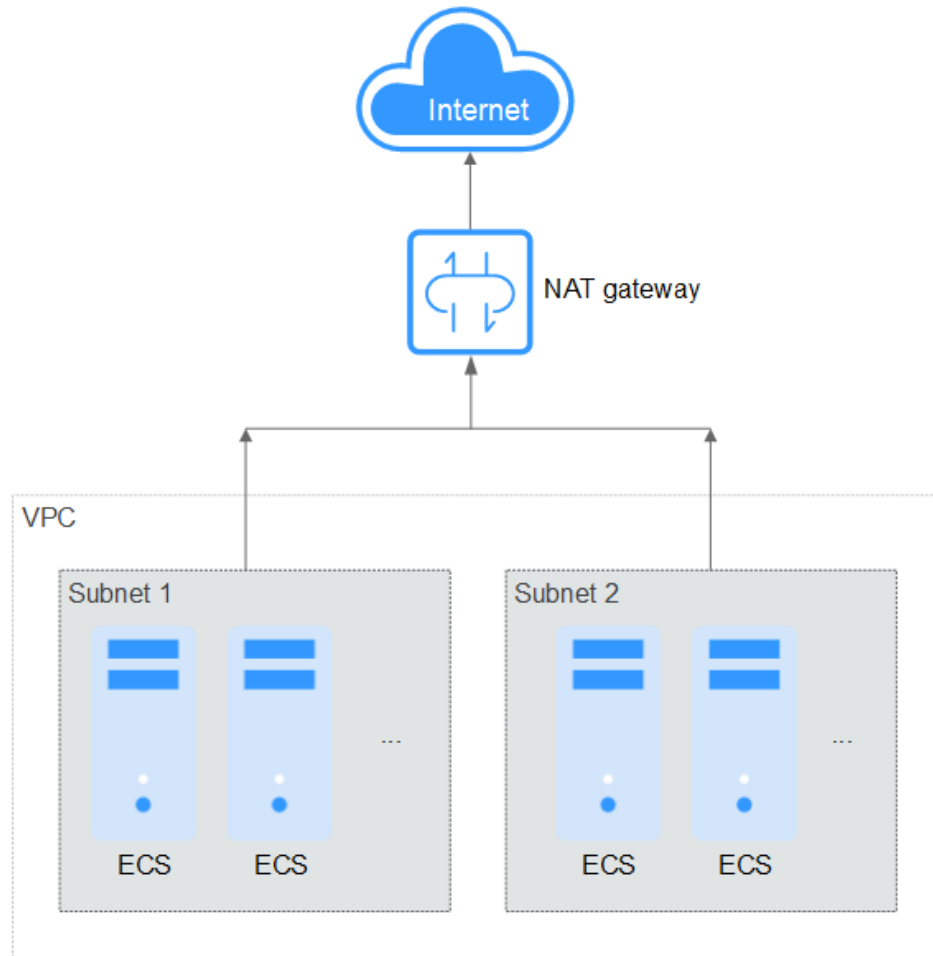 Internet
NAT gateway
VPC
Subnet 1
Subnet 2
...
...
ECS
ECS
ECS
ECS